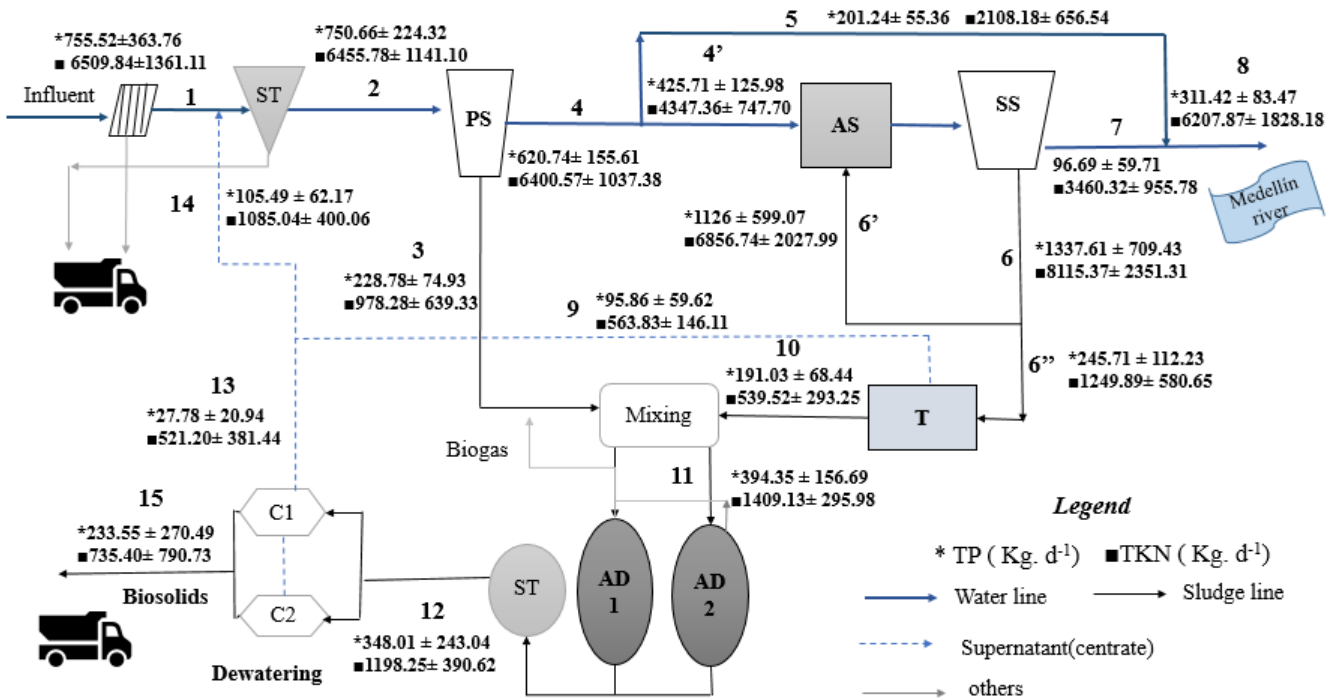 5
*201.24± 55.36 ■2108.18± 656.54
*755.52±363.76
■ 6509.84±1361.11
*750.66± 224.32
■6455.78± 1141.10
4’
8
Influent
1
ST
2
PS
4
*425.71± 125.98
■4347.36± 747.70
AS
SS
7
*311.42 ± 83.47
■6207.87± 1828.18
*620.74± 155.61
■6400.57± 1037.38
96.69 ± 59.71
■3460.32± 955.78
Medellín
river
14
*105.49 ± 62.17
■1085.04± 400.06
*1126 ± 599.07
■6856.74± 2027.99
6’
6
*1337.61 ± 709.43
■8115.37± 2351.31
3
*228.78± 74.93
■978.28± 639.33
9
*95.86 ± 59.62
■563.83± 146.11
10
*191.03 ± 68.44
■539.52± 293.25
6”
*245.71 ± 112.23
■1249.89± 580.65
13
*27.78 ± 20.94
■521.20± 381.44
Mixing
T
Biogas
11
*394.35 ± 156.69
■1409.13± 295.98
15
*233.55 ± 270.49
■735.40± 790.73
C1
Biosolids
C2
Dewatering
12
*348.01 ± 243.04
■1198.25± 390.62
ST
AD
1
AD
2
Legend
* TP ( Kg. d-1) ■TKN ( Kg. d-1)
Water line
Sludge line
Supernatant(centrate)
others